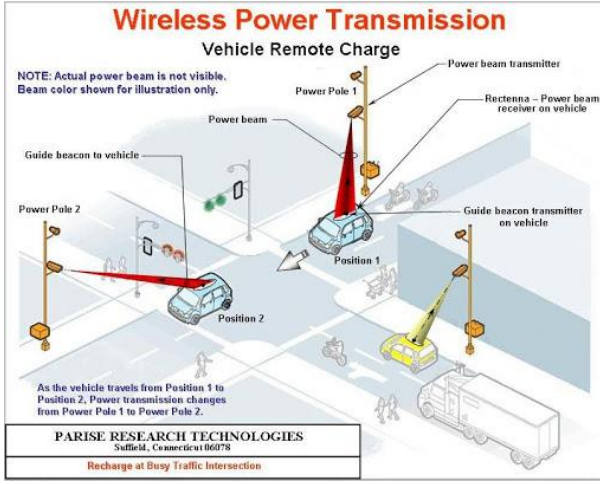 Wireless Power Transmission
Vehicle Remote Charge
NOTE: Actual power beam is not visible.
Beam color shown for illustration only.
Power beam transmitter
Power Pole 1
Rectenna – Power beam
receiver on vehicle
Power beam
Guide beacon to vehicle
Power Pole 2
Guide beacon transmitter
on vehicle
Position 1
Position 2
As the vehicle travels from Position 1 to
Position 2, Power transmission changes
from Power Pole 1 to Power Pole 2.
PARISE RESEARCH TECHNOLOGIES
Suffield, Connecticut 06078
Recharge at Busy Traffic Intersection